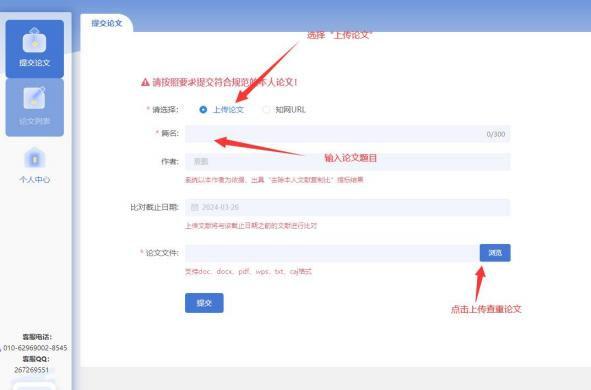 提交论文
选择“上传论文”
提交论文
请按照要求提交符合规范的本人论文！
* 请选择：
上传论文
知网URL
论文列表
* 篇名：
0/300
输入论文题目
作者：
系统以本作者为依据，出具“去除本人文献复制比”指标结果
个人中心
比对截止日期：
2024-03-26
上传文献将与该截止日期之前的文献进行比对
* 论文文件：
浏览
支持doc、docx、pdf、wps、txt、caj格式
提交
点击上传查重论文
客服电话：
010-62969002-8545
客服QQ：
267269551